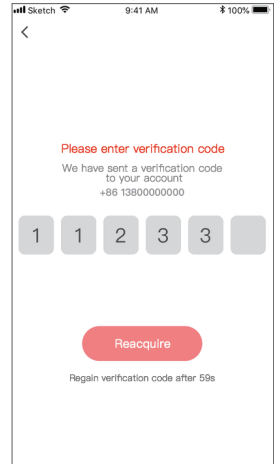 Sketch 9:41 AM 100%
Please enter verification code
We have sent a verification code
to your account
+86 13800000000
1 1 2 3 3
Reacquire
Regain verification code after 59s